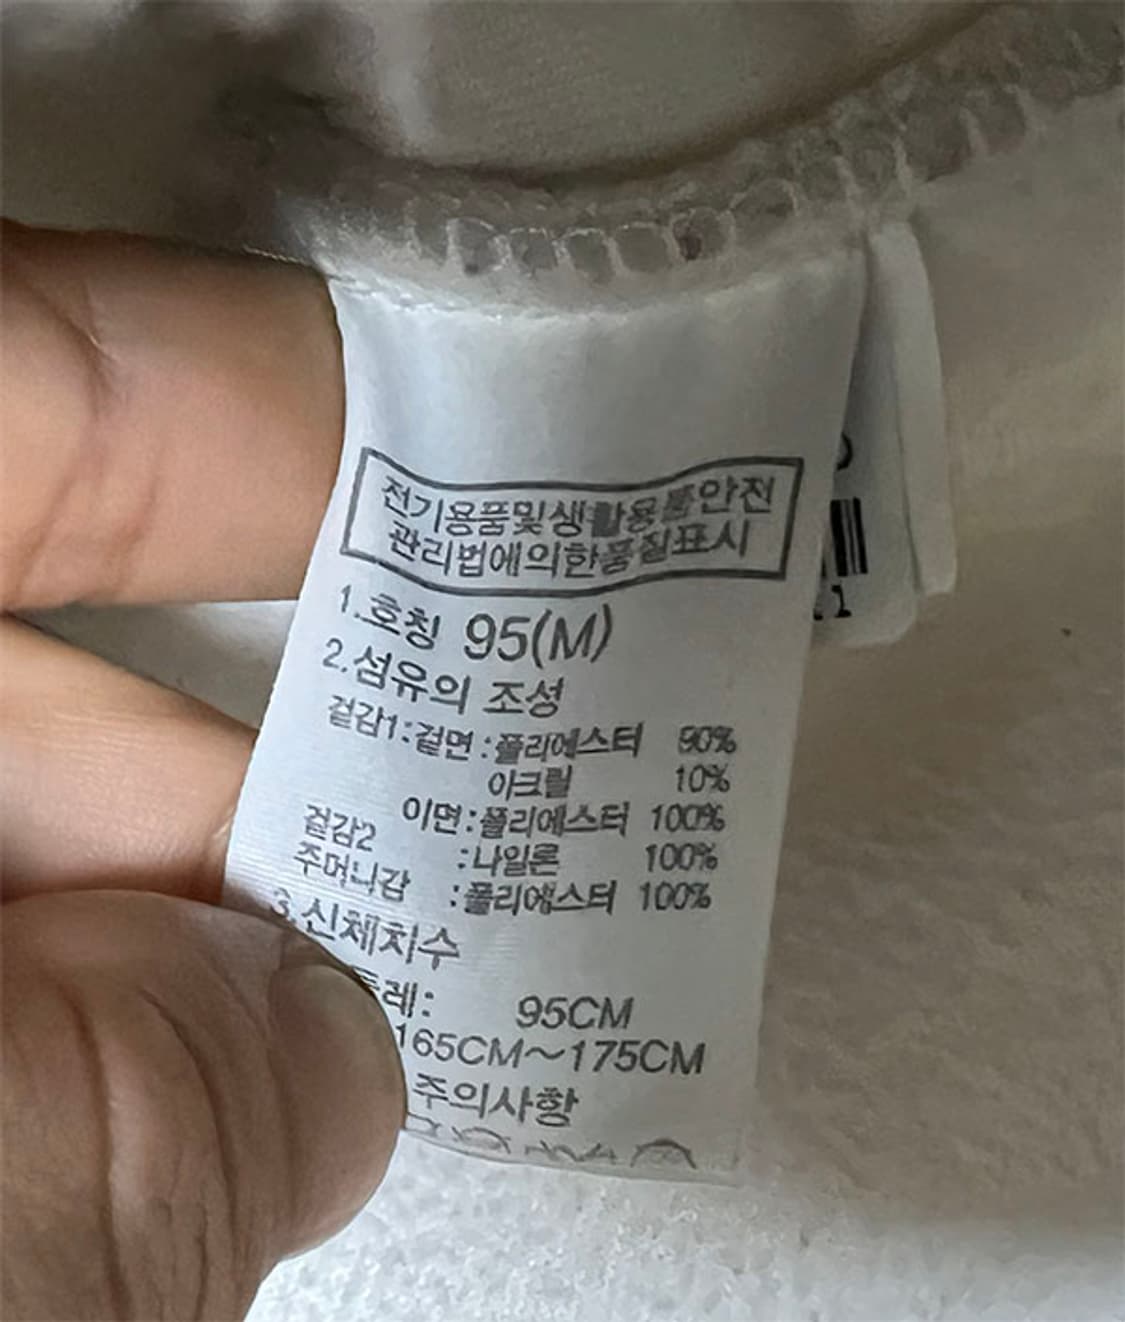 전기용품및생활용품안전
관리법에의한품질표시
1.호칭 95(M)
2.섬유의 조성
겉감1:겉면:폴리에스터 90%
아크릴 10%
이면:폴리에스터 100%
겉감2 :나일론 100%
주머니감 :폴리에스터 100%
3.신체치수
둘레: 95CM
165CM~175CM
주의사항